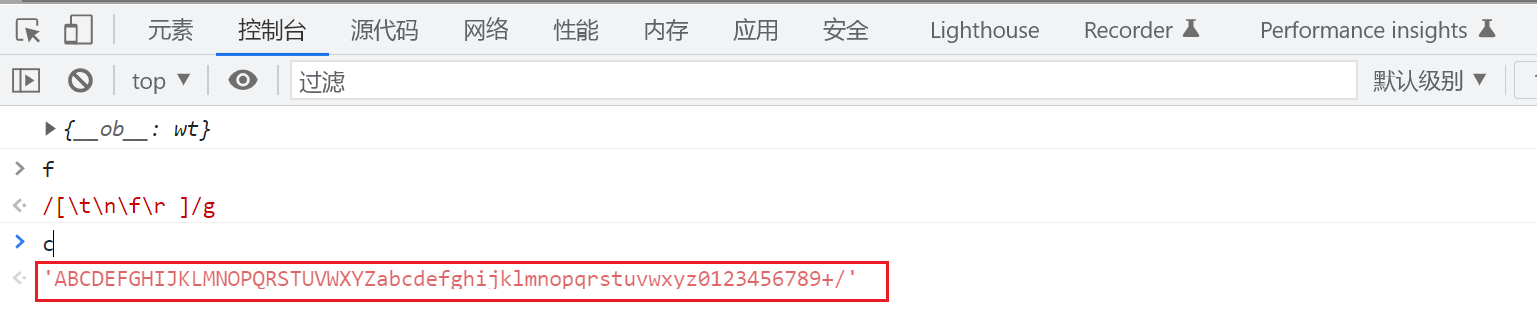 元素 控制台 源代码 网络 性能 内存 应用 安全 Lighthouse Recorder Performance insights
top 过滤 默认级别
{__ob__: wt}
f
/[\t\n\f\r ]/g
c
'ABCDEFGHIJKLMNOPQRSTUVWXYZabcdefghijklmnopqrstuvwxyz0123456789+/'